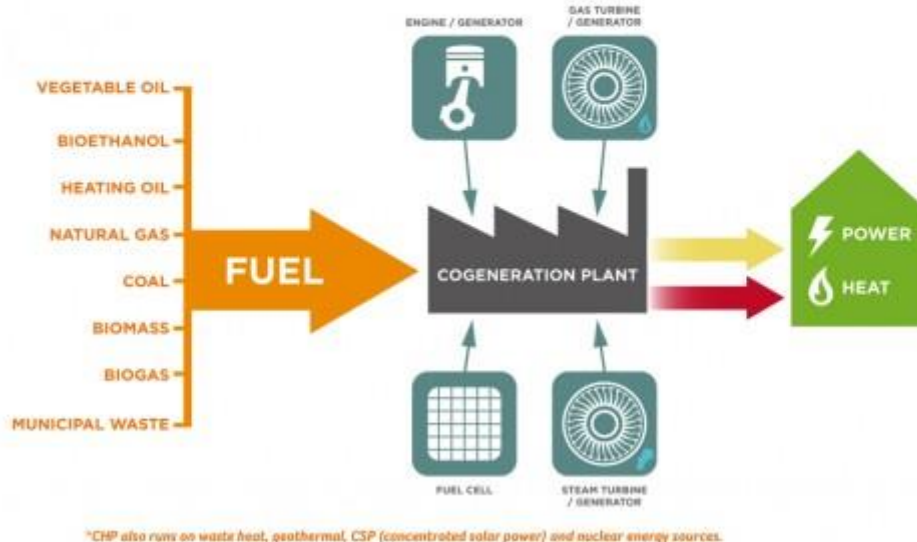 ENGINE / GENERATOR
GAS TURBINE
/ GENERATOR
VEGETABLE OIL
BIOETHANOL
HEATING OIL
NATURAL GAS
COAL
BIOMASS
BIOGAS
MUNICIPAL WASTE
FUEL
COGENERATION PLANT
POWER
HEAT
FUEL CELL
STEAM TURBINE
/ GENERATOR
*CHP also runs on waste heat, geothermal, CSP (concentrated solar power) and nuclear energy sources.